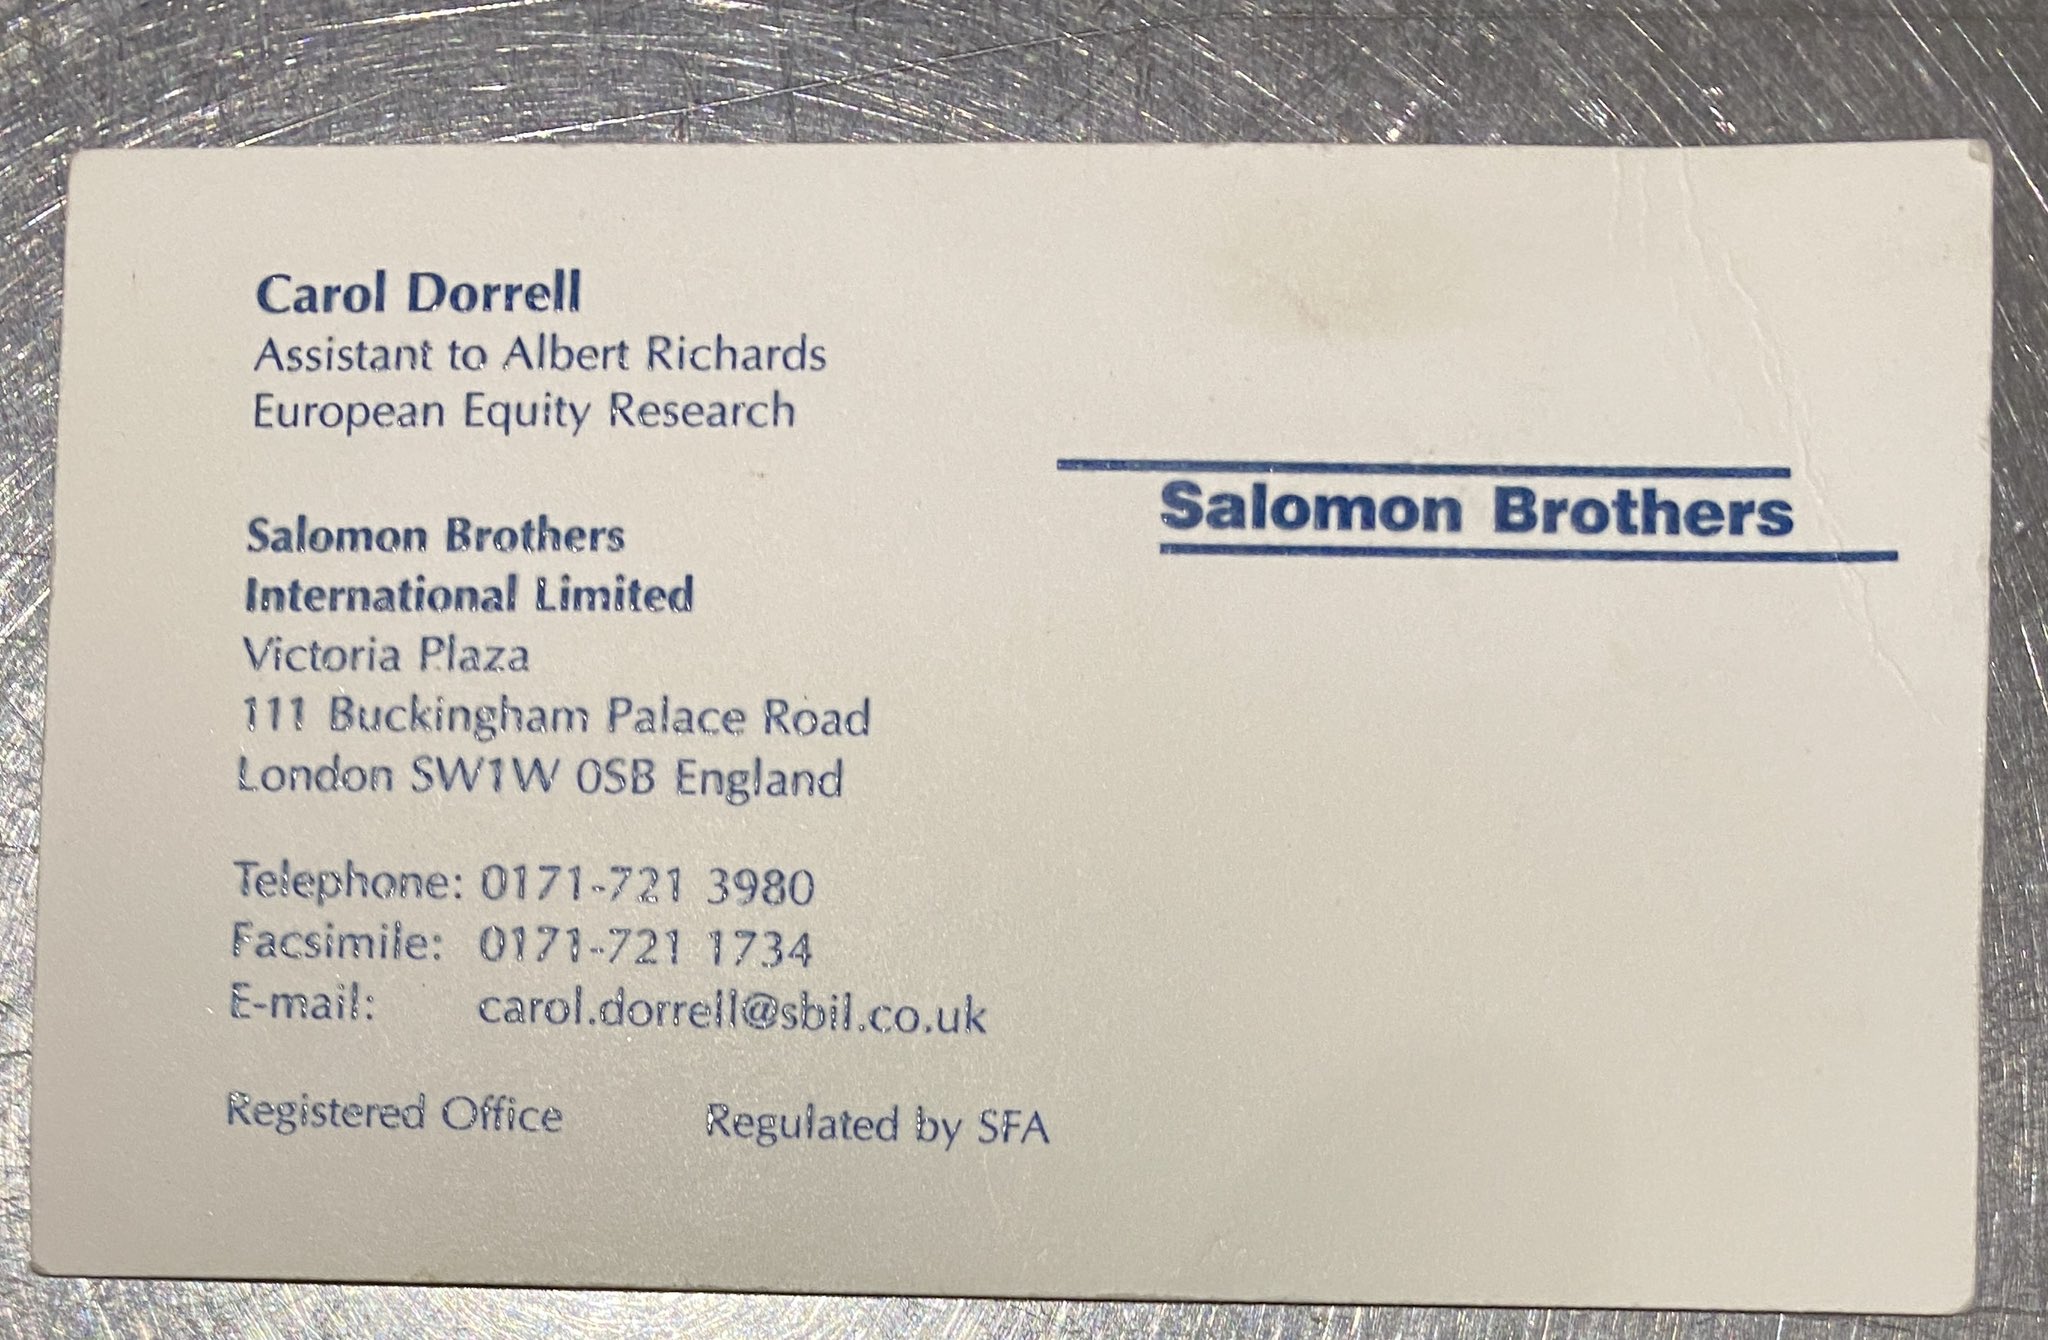 Carol Dorrell
Assistant to Albert Richards
European Equity Research
Salomon Brothers
Salomon Brothers
International Limited
Victoria Plaza
111 Buckingham Palace Road
London SW1W 0SB England
Telephone: 0171-721 3980
Facsimile: 0171-721 1734
E-mail: carol.dorrell@sbil.co.uk
Registered Office Regulated by SFA